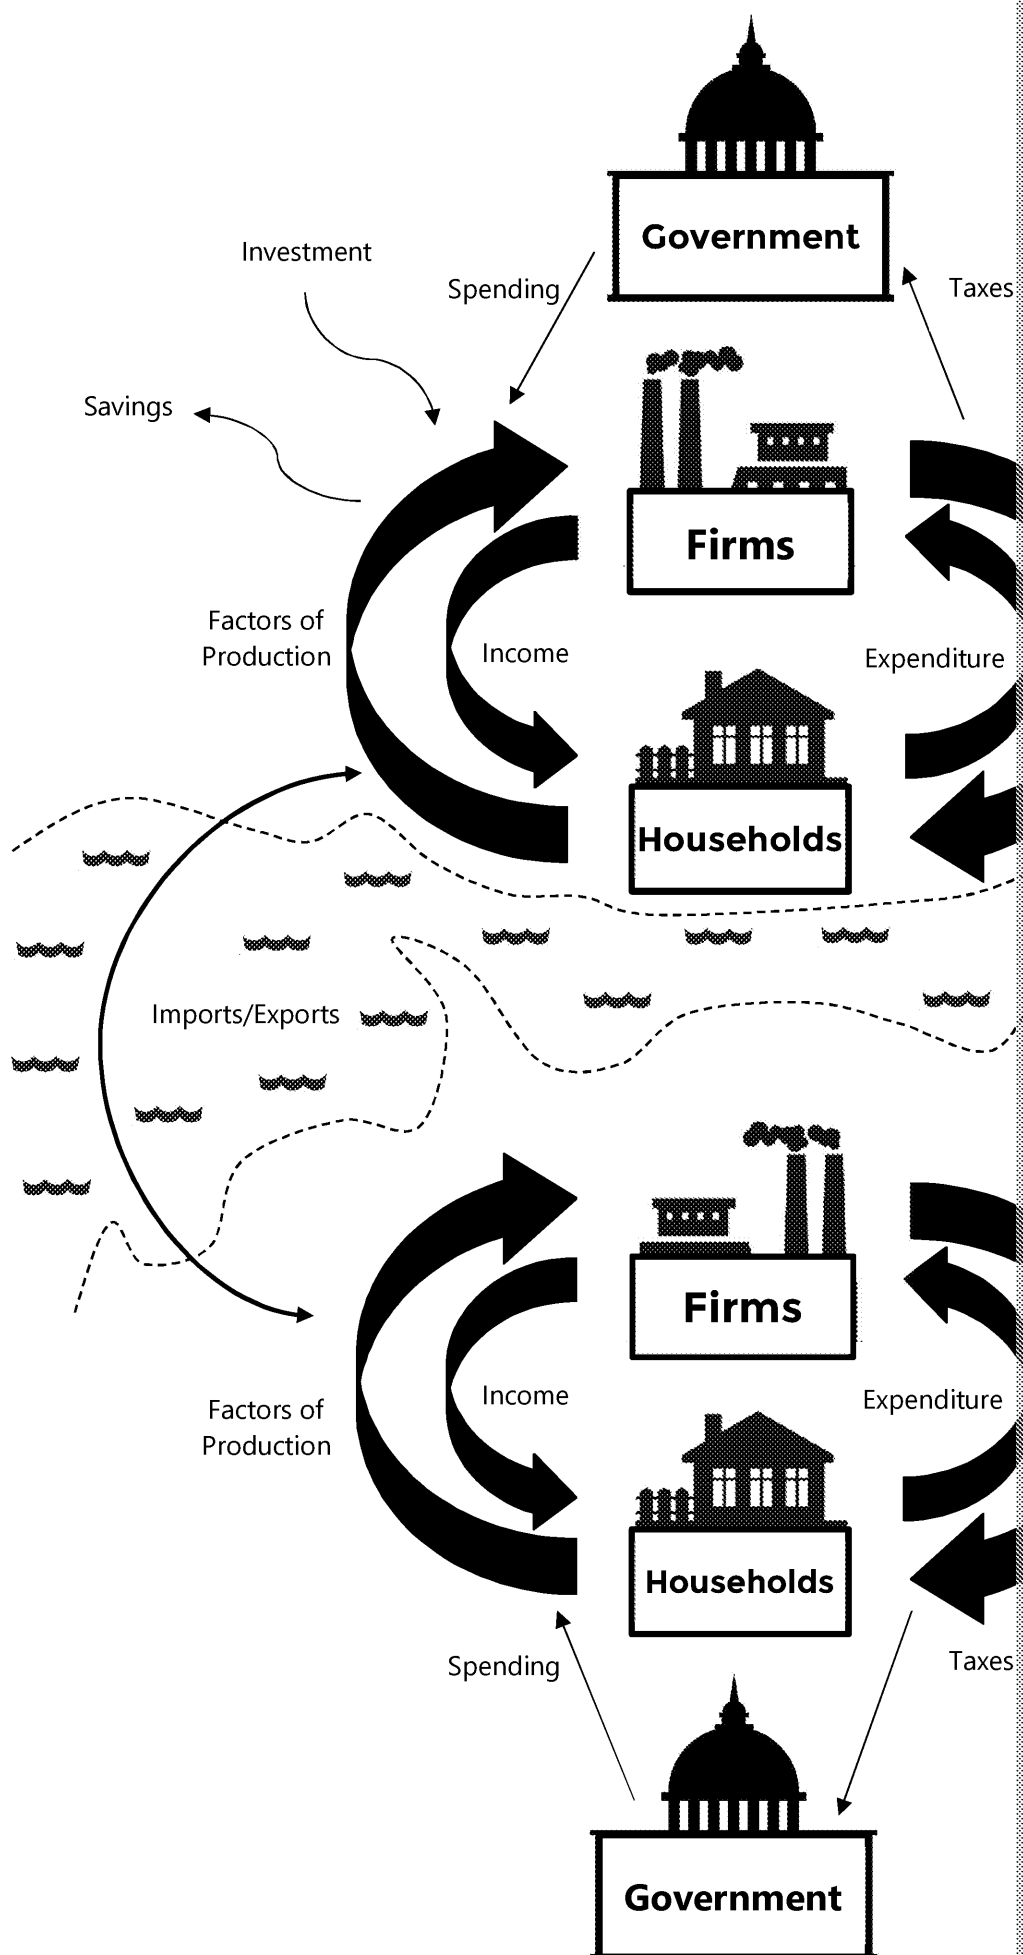 Government
Investment
Spending
Taxes
Savings
Firms
Factors of
Production
Income
Expenditure
Households
Imports/Exports
Firms
Factors of
Production
Income
Expenditure
Households
Spending
Taxes
Government